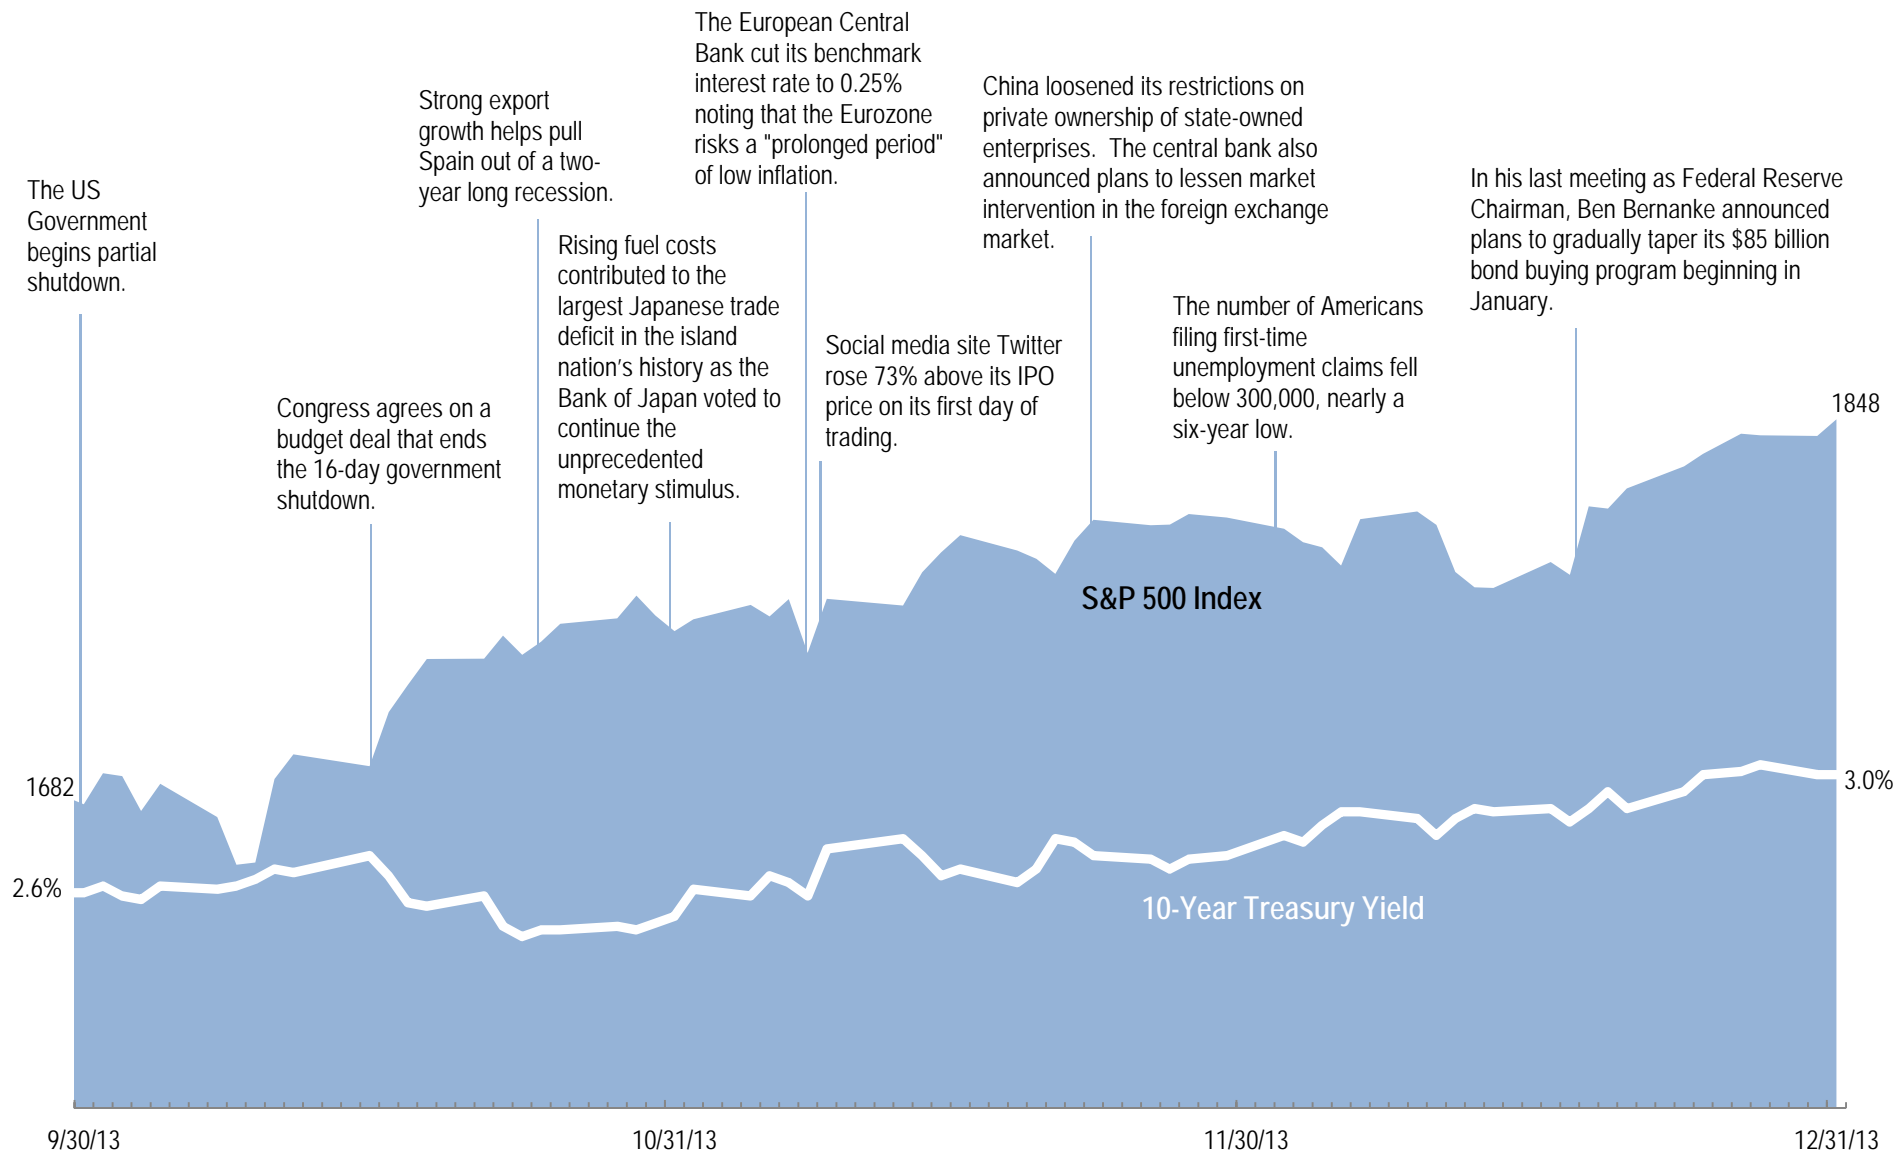 The European Central
Bank cut its benchmark
interest rate to 0.25%
noting that the Eurozone
risks a "prolonged period"
of low inflation.
China loosened its restrictions on
private ownership of state-owned
enterprises.  The central bank also
announced plans to lessen market
intervention in the foreign exchange
market.
Strong export
growth helps pull
Spain out of a two-
year long recession.
The US
Government
begins partial
shutdown.
In his last meeting as Federal Reserve
Chairman, Ben Bernanke announced
plans to gradually taper its $85 billion
bond buying program beginning in
January.
Rising fuel costs
contributed to the
largest Japanese trade
deficit in the island
nation's history as the
Bank of Japan voted to
continue the
unprecedented
monetary stimulus.
The number of Americans
filing first-time
unemployment claims fell
below 300,000, nearly a
six-year low.
Social media site Twitter
rose 73% above its IPO
price on its first day of
trading.
Congress agrees on a
budget deal that ends
the 16-day government
shutdown.
1848
S&P 500 Index
1682
3.0%
2.6%
10-Year Treasury Yield
9/30/13
10/31/13
11/30/13
12/31/13